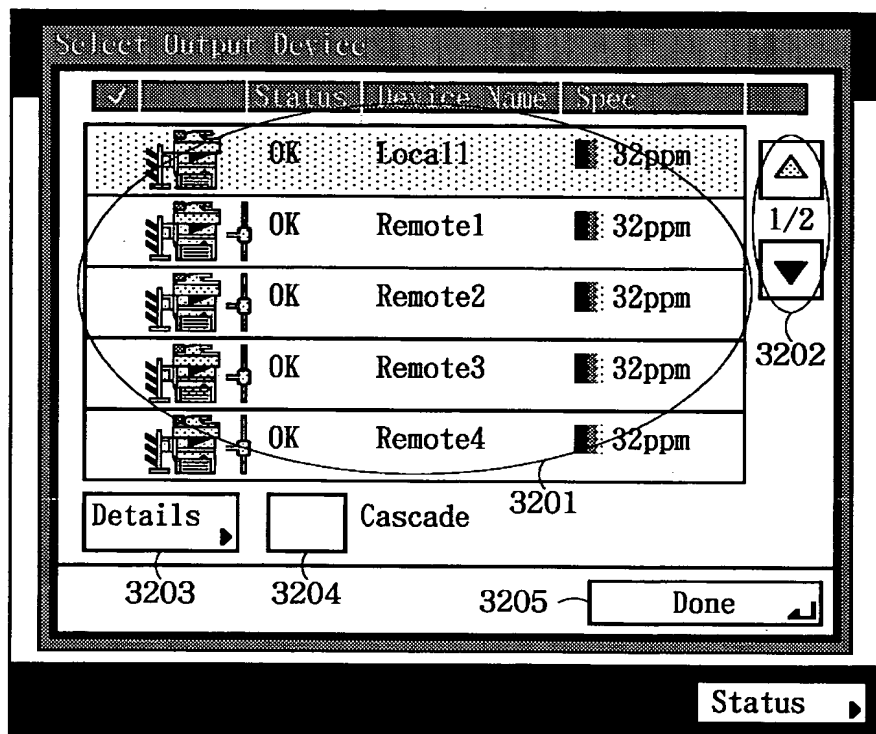 Select Output Device
✓ Status Device Name Spec
OK Local1 32ppm
OK Remote1 32ppm
1/2
OK Remote2 32ppm
3202
OK Remote3 32ppm
OK Remote4 32ppm
3201
Details Cascade
3203 3204 3205 Done
Status